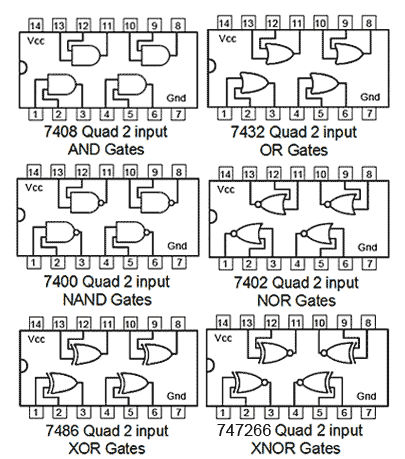 14 13 12 11 10 9 8 14 13 12 11 10 9 8
Vcc Vcc
Gnd Gnd
1 2 3 4 5 6 7 1 2 3 4 5 6 7
7408 Quad 2 input 7432 Quad 2 input
AND Gates OR Gates
14 13 12 11 10 9 8 14 13 12 11 10 9 8
Vcc Vcc
Gnd Gnd
1 2 3 4 5 6 7 1 2 3 4 5 6 7
7400 Quad 2 input 7402 Quad 2 input
NAND Gates NOR Gates
14 13 12 11 10 9 8 14 13 12 11 10 9 8
Vcc Vcc
Gnd Gnd
1 2 3 4 5 6 7 1 2 3 4 5 6 7
7486 Quad 2 input 747266 Quad 2 input
XOR Gates XNOR Gates